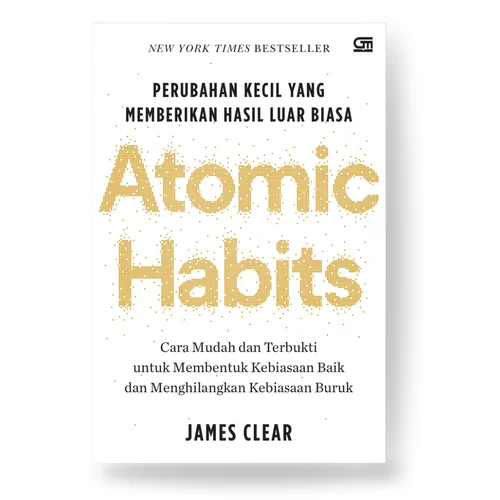 NEW YORK TIMES BESTSELLER
GM
PERUBAHAN KECIL YANG
MEMBERIKAN HASIL LUAR BIASA
Atomic
Habits
Cara Mudah dan Terbukti
untuk Membentuk Kebiasaan Baik
dan Menghilangkan Kebiasaan Buruk
JAMES CLEAR